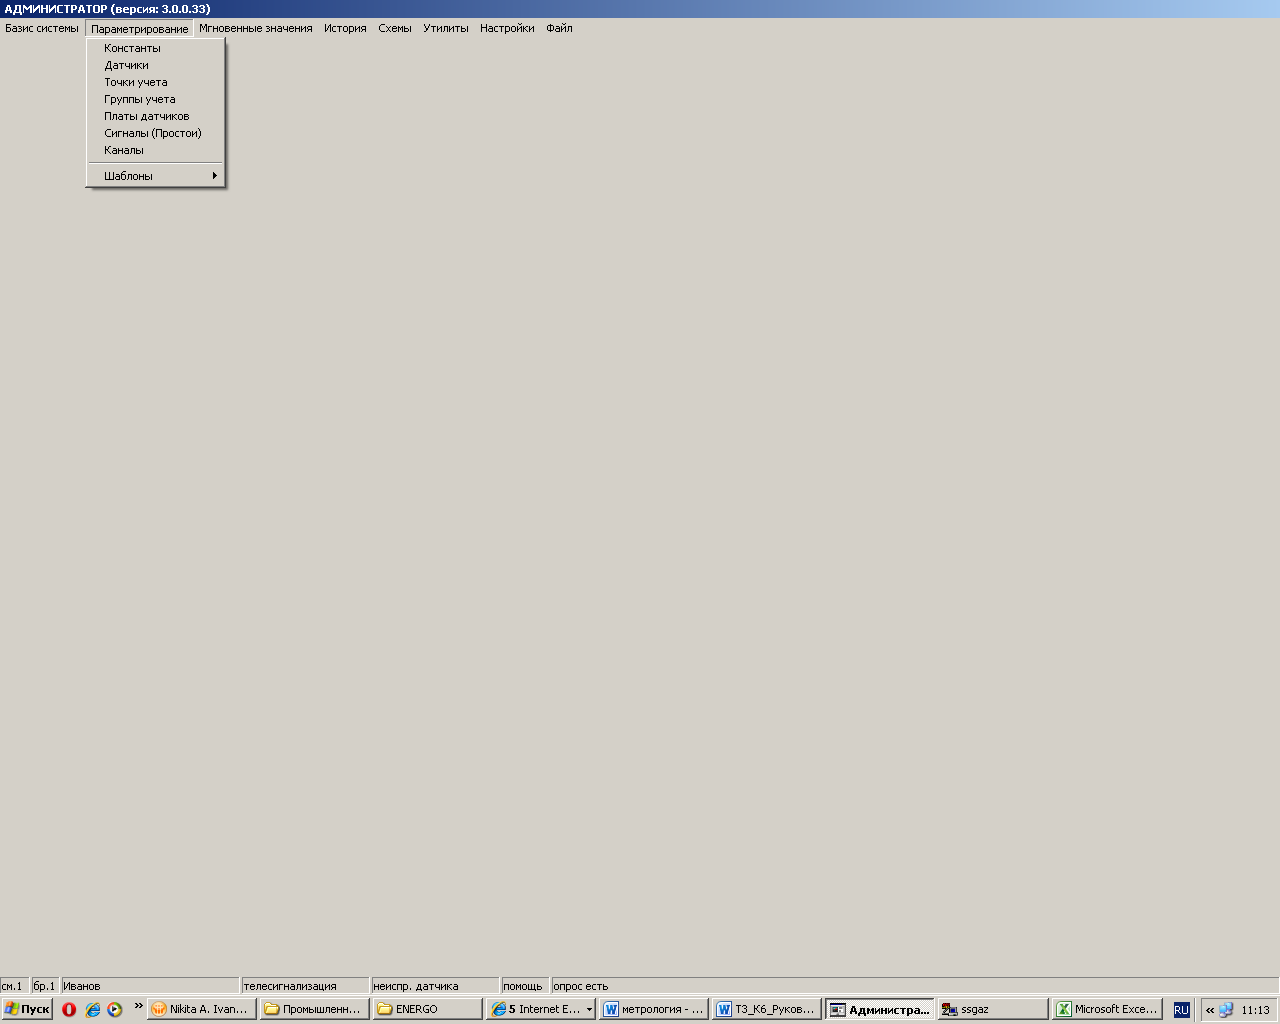 АДМИНИСТРАТОР (версия: 3.0.0.33)
Базис системы Параметрирование Мгновенные значения История Схемы Утилиты Настройки Файл
Константы
Датчики
Точки учета
Группы учета
Платы датчиков
Сигналы (Простои)
Каналы
Шаблоны
см.1 бр.1 Иванов телесигнализация неиспр. датчика помощь опрос есть
Пуск » Nikita A. Ivan... Промышленн... ENERGO 5 Internet E... метрология - ... ТЗ_К6_Руков... Администра... ssgaz Microsoft Exce... RU « 11:13